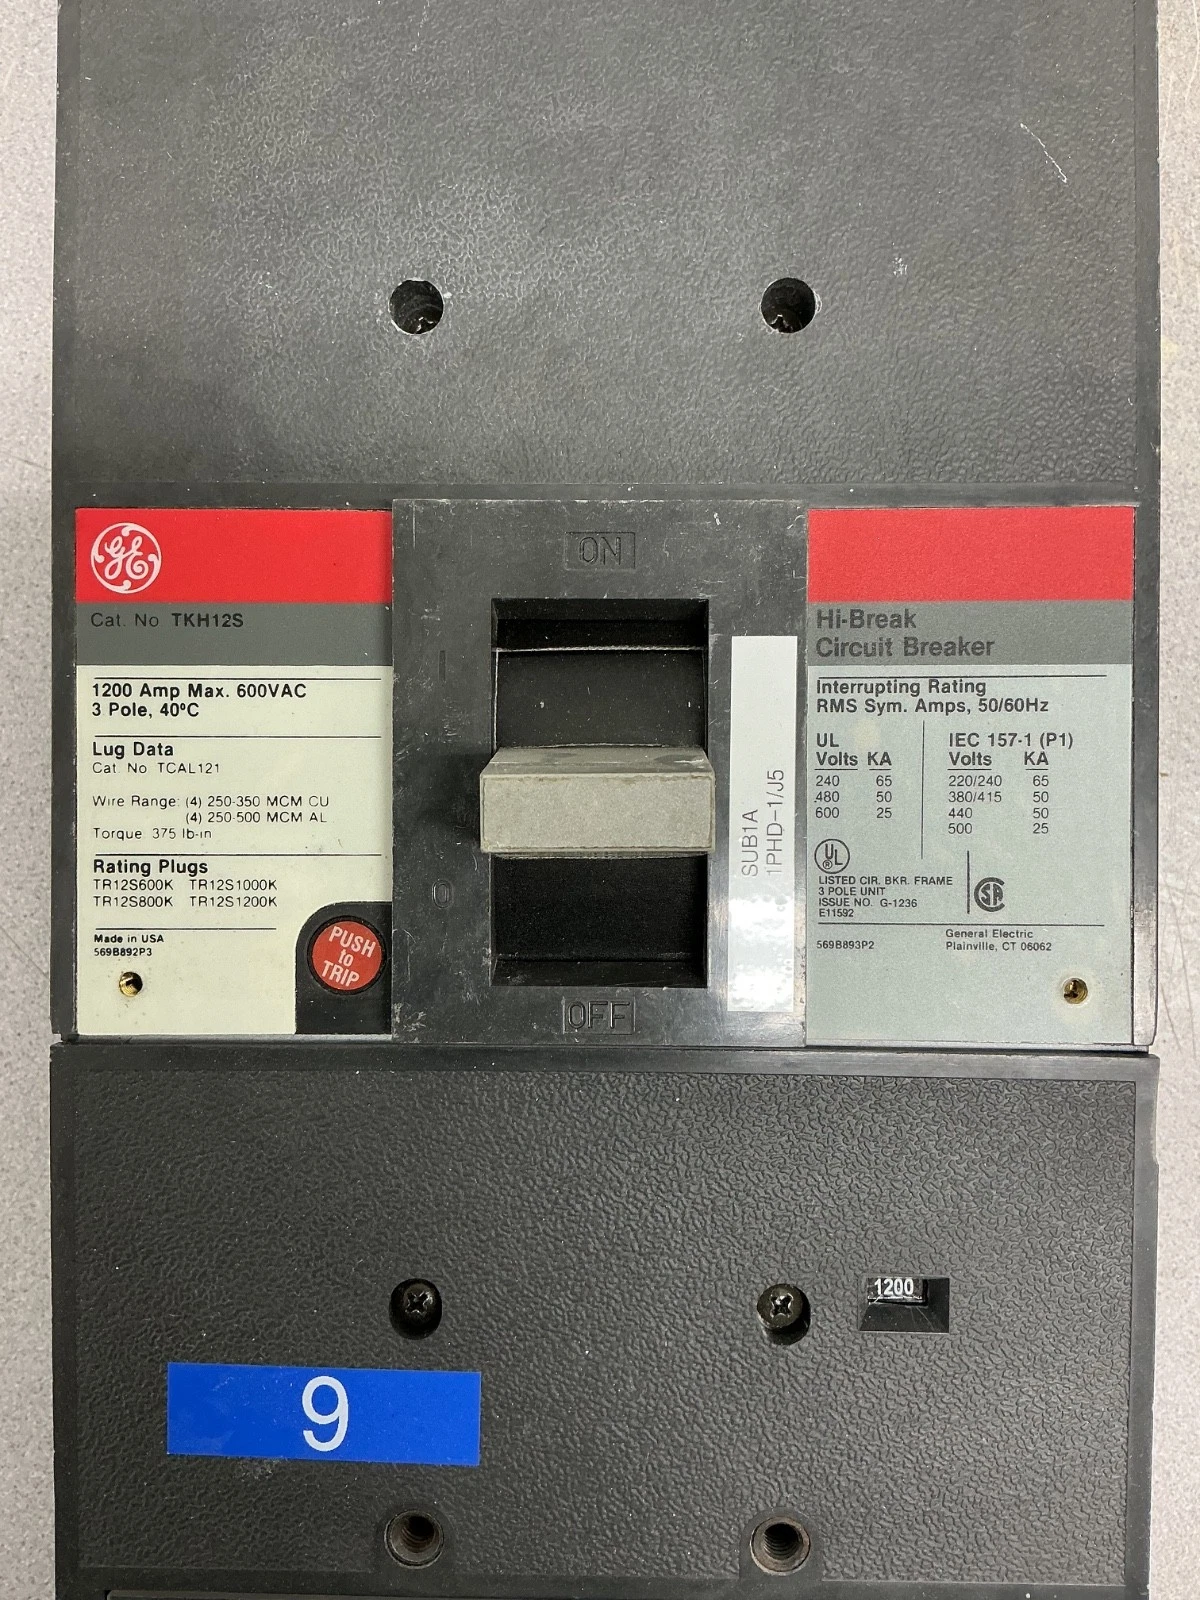 ON
GE
Cat. No TKH12S
1200 Amp Max. 600VAC
3 Pole, 40°C
Lug Data
Cat. No TCAL121
Wire Range: (4) 250-350 MCM CU
(4) 250-500 MCM AL
Torque 375 lb-in
Rating Plugs
TR12S600K TR12S1000K
TR12S800K TR12S1200K
Made in USA
569B892P3
PUSH
to
TRIP
I
O
OFF
SUB1A
1PHD-1/J5
Hi-Break
Circuit Breaker
Interrupting Rating
RMS Sym. Amps, 50/60Hz
UL IEC 157-1 (P1)
Volts KA Volts KA
240 65 220/240 65
480 50 380/415 50
600 25 440 50
500 25
UL
®
LISTED CIR. BKR. FRAME
3 POLE UNIT
ISSUE NO. G-1236
E11592
SA
569B893P2
General Electric
Plainville, CT 06062
1200
9